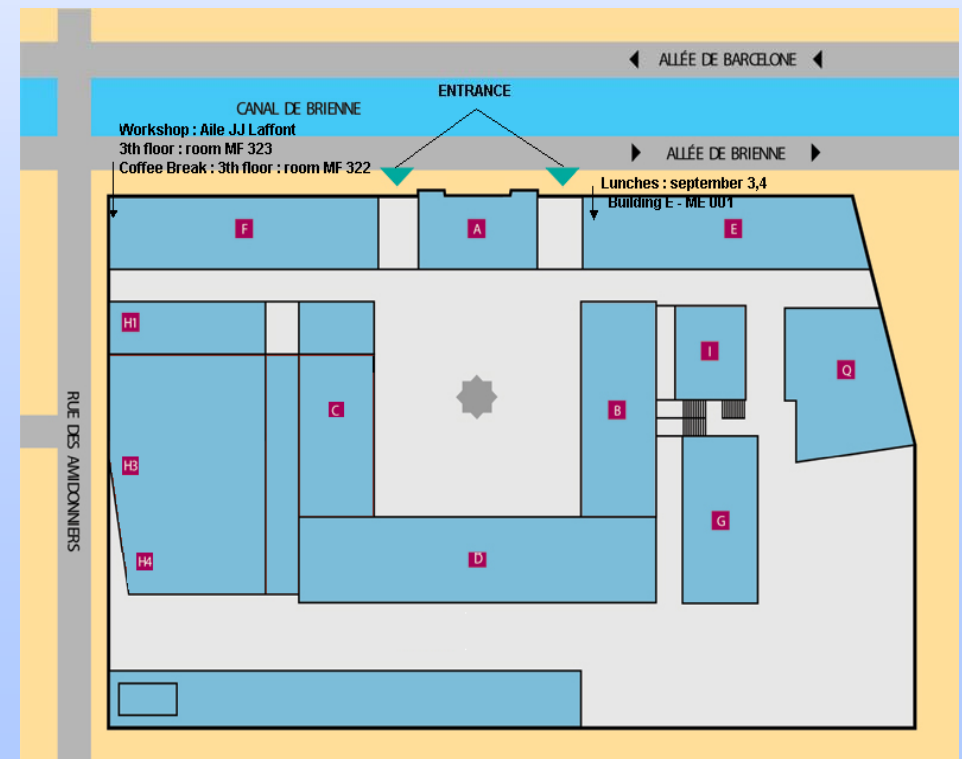 ALLÉE DE BARCELONE
ENTRANCE
CANAL DE BRIENNE
Workshop : Aile JJ Laffont
3th floor : room MF 323
Coffee Break : 3th floor : room MF 322
ALLÉE DE BRIENNE
Lunches : september 3,4
Building E - ME 001
F
A
E
H1
I
Q
C
B
RUE DES AMIDONNIERS
H3
G
H4
D